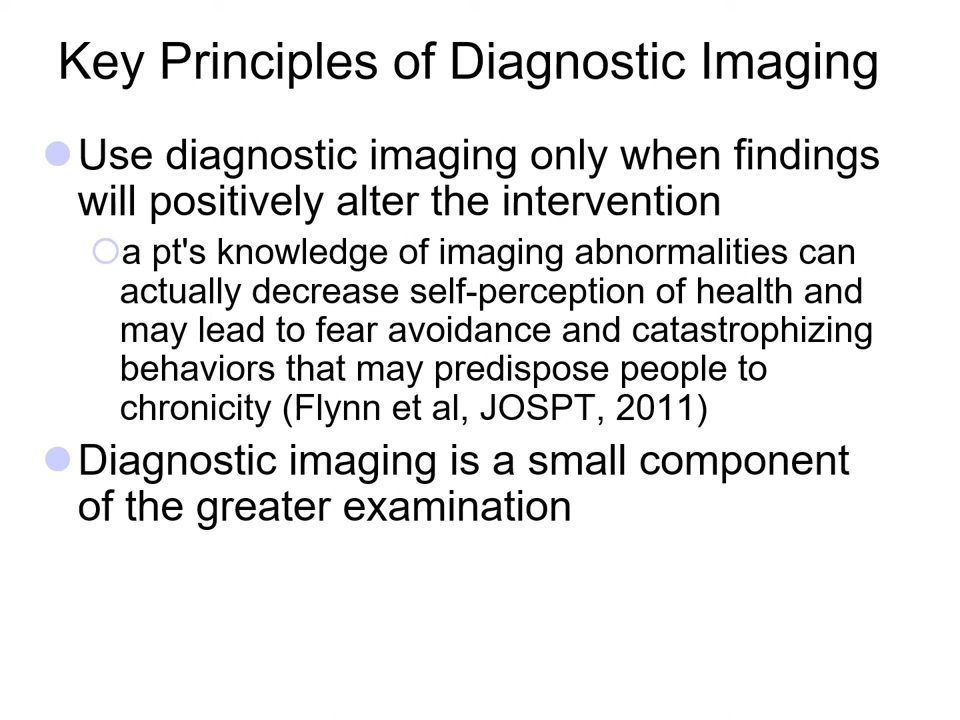 Key Principles of Diagnostic Imaging
Use diagnostic imaging only when findings
will positively alter the intervention
a pt's knowledge of imaging abnormalities can
actually decrease self-perception of health and
may lead to fear avoidance and catastrophizing
behaviors that may predispose people to
chronicity (Flynn et al, JOSPT, 2011)
Diagnostic imaging is a small component
of the greater examination